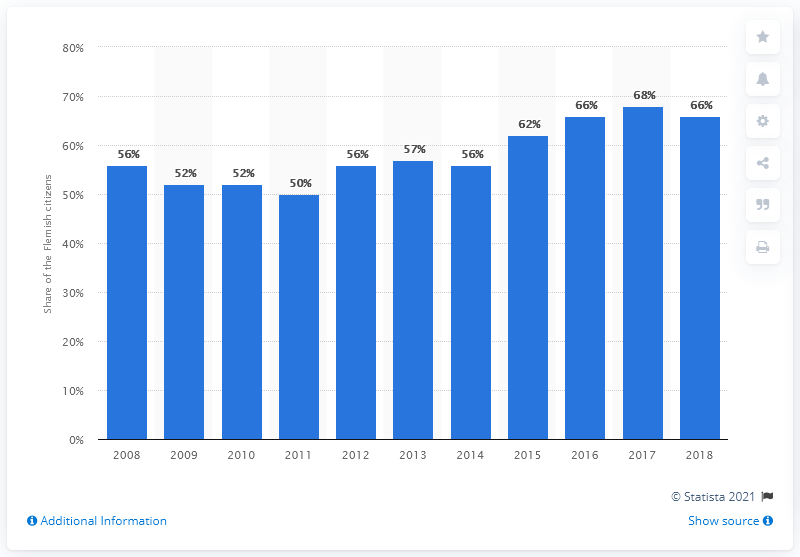 80%
70%
60%
50%
40%
30%
20%
10%
0%
Share of the Flemish citizens
56% 52% 52% 50% 56% 57% 56% 62% 66% 68% 66%
2008 2009 2010 2011 2012 2013 2014 2015 2016 2017 2018
© Statista 2021
Additional Information Show source